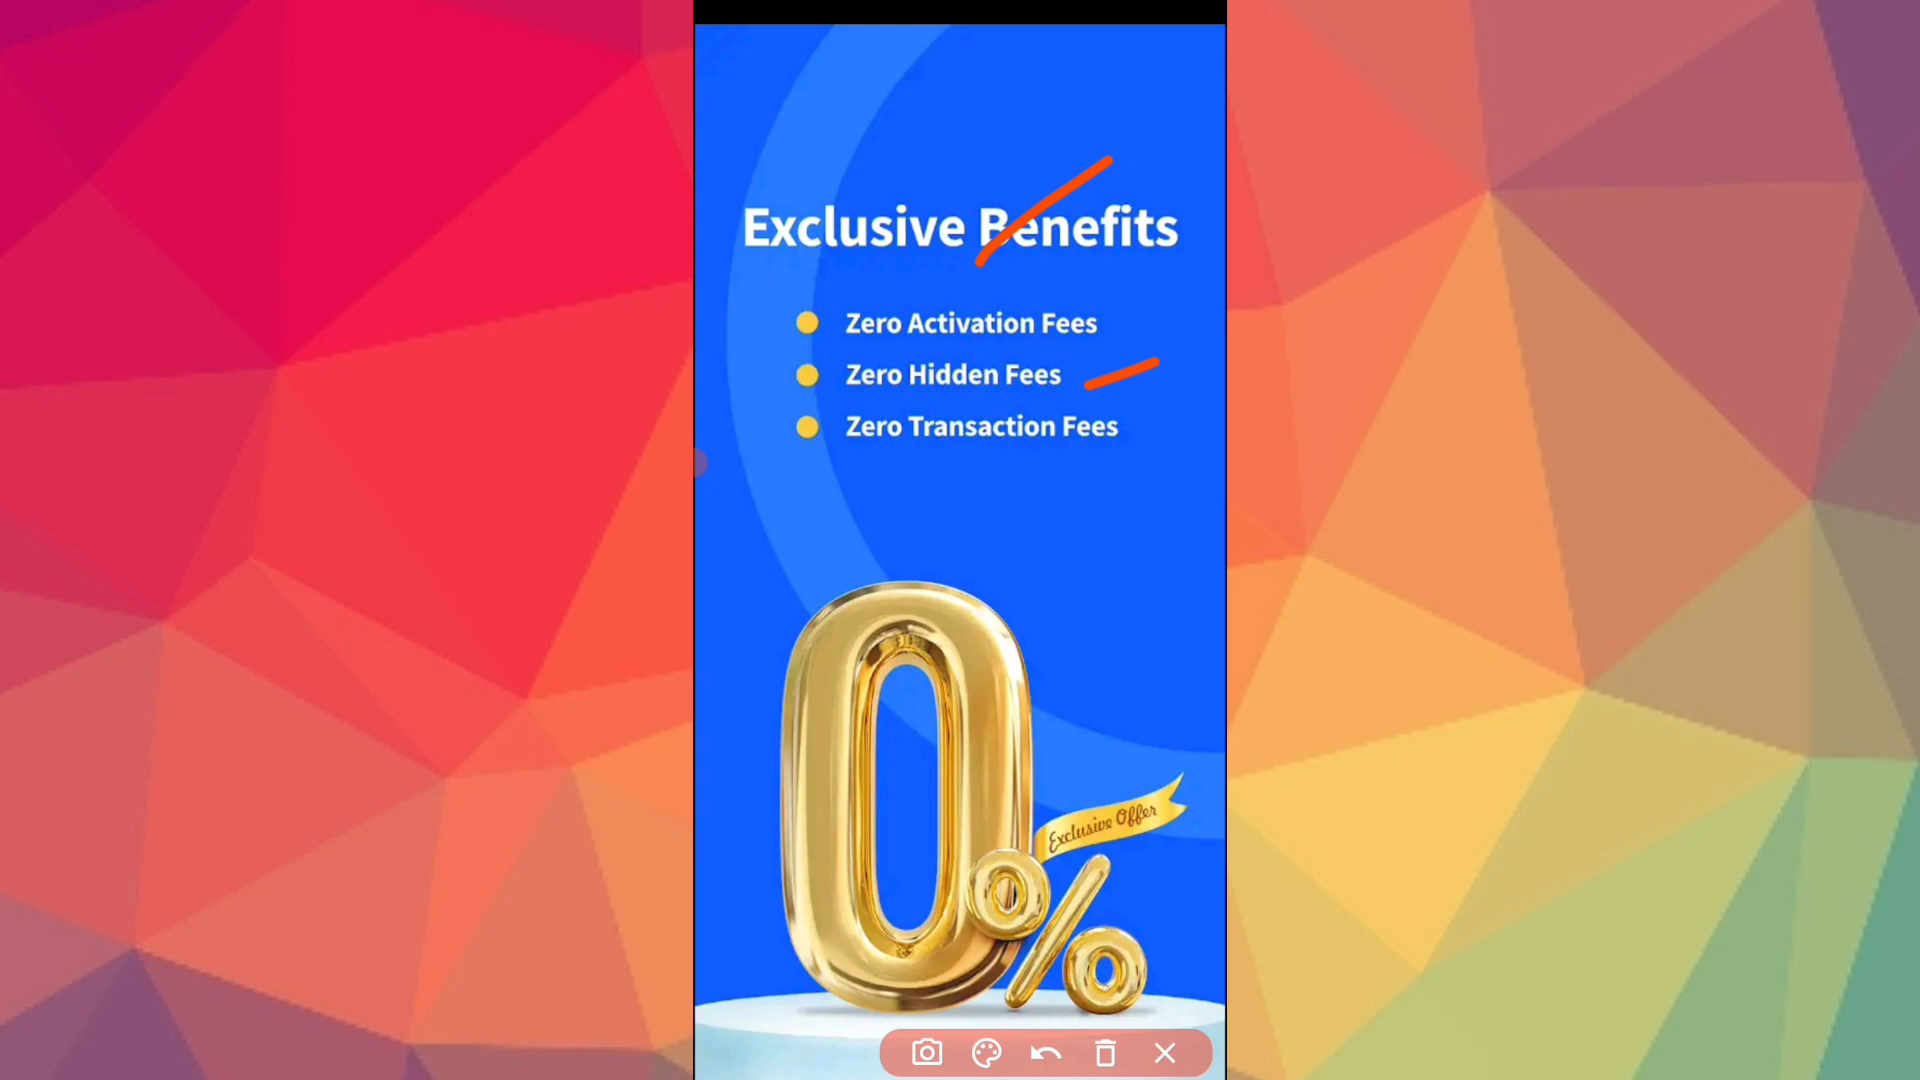 Exclusive Benefits
Zero Activation Fees
Zero Hidden Fees
Zero Transaction Fees
Exclusive Offer
0%